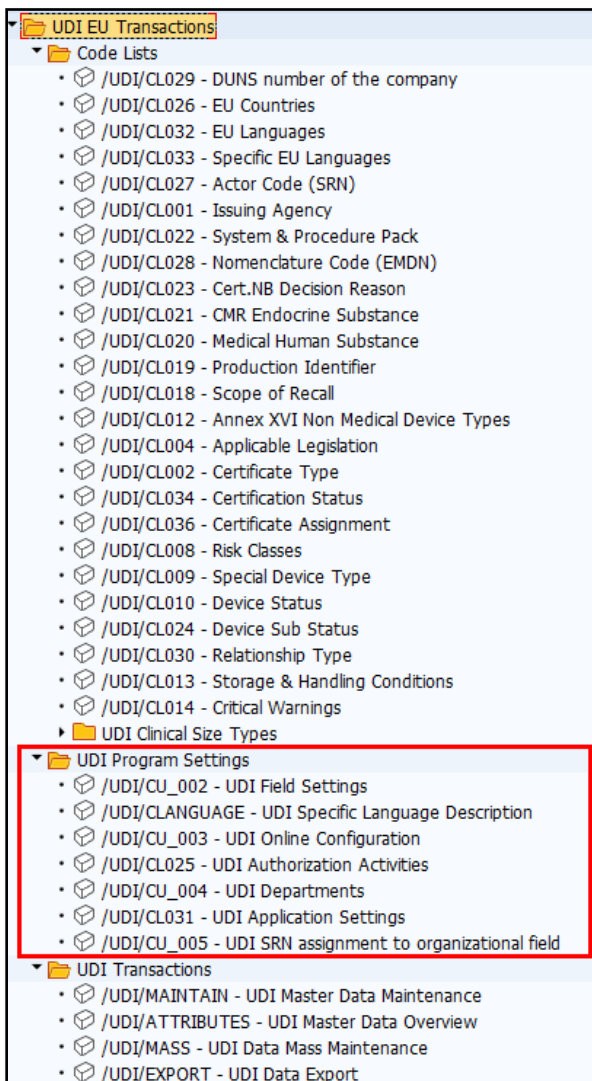 UDI EU Transactions
Code Lists
/UDI/CL029 - DUNS number of the company
/UDI/CL026 - EU Countries
/UDI/CL032 - EU Languages
/UDI/CL033 - Specific EU Languages
/UDI/CL027 - Actor Code (SRN)
/UDI/CL001 - Issuing Agency
/UDI/CL022 - System & Procedure Pack
/UDI/CL028 - Nomenclature Code (EMDN)
/UDI/CL023 - Cert.NB Decision Reason
/UDI/CL021 - CMR Endocrine Substance
/UDI/CL020 - Medical Human Substance
/UDI/CL019 - Production Identifier
/UDI/CL018 - Scope of Recall
/UDI/CL012 - Annex XVI Non Medical Device Types
/UDI/CL004 - Applicable Legislation
/UDI/CL002 - Certificate Type
/UDI/CL034 - Certification Status
/UDI/CL036 - Certificate Assignment
/UDI/CL008 - Risk Classes
/UDI/CL009 - Special Device Type
/UDI/CL010 - Device Status
/UDI/CL024 - Device Sub Status
/UDI/CL030 - Relationship Type
/UDI/CL013 - Storage & Handling Conditions
/UDI/CL014 - Critical Warnings
UDI Clinical Size Types
UDI Program Settings
/UDI/CU_002 - UDI Field Settings
/UDI/CLANGUAGE - UDI Specific Language Description
/UDI/CU_003 - UDI Online Configuration
/UDI/CL025 - UDI Authorization Activities
/UDI/CU_004 - UDI Departments
/UDI/CL031 - UDI Application Settings
/UDI/CU_005 - UDI SRN assignment to organizational field
UDI Transactions
/UDI/MAINTAIN - UDI Master Data Maintenance
/UDI/ATTRIBUTES - UDI Master Data Overview
/UDI/MASS - UDI Data Mass Maintenance
/UDI/EXPORT - UDI Data Export